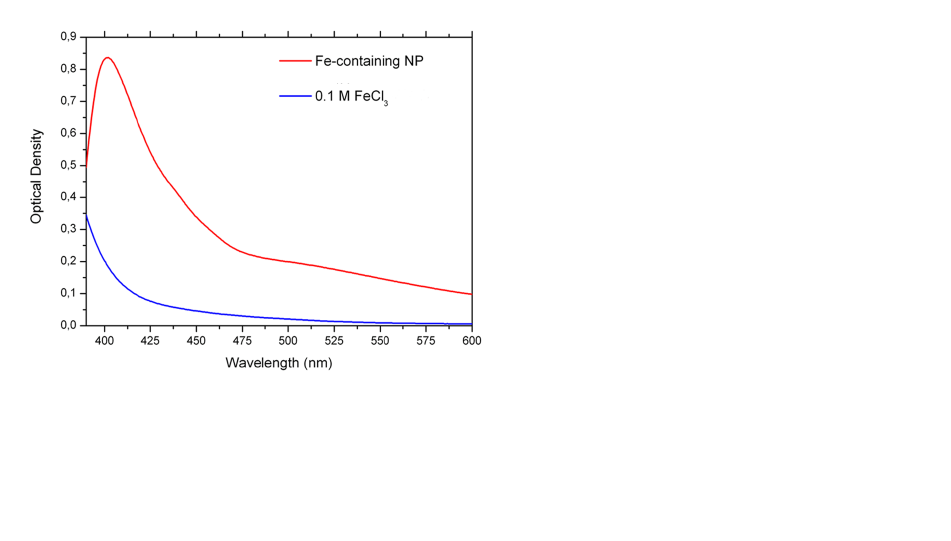 0,9
0,8
0,7
0,6
0,5
0,4
0,3
0,2
0,1
0,0
Optical Density
Fe-containing NP
0.1 M FeCl3
400 425 450 475 500 525 550 575 600
Wavelength (nm)